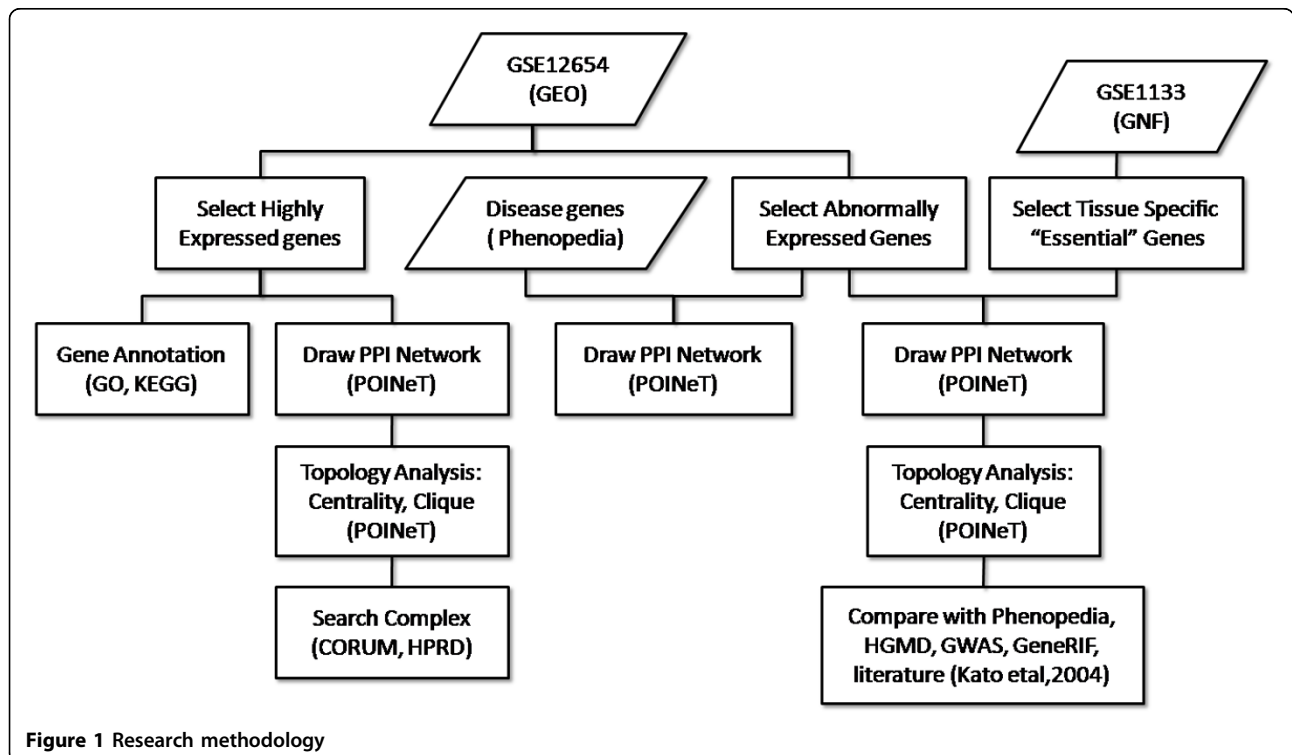 GSE12654
(GEO)
GSE1133
(GNF)
Select Highly
Expressed genes
Disease genes
( Phenopedia)
Select Abnormally
Expressed Genes
Select Tissue Specific
“Essential” Genes
Gene Annotation
(GO, KEGG)
Draw PPI Network
(POINeT)
Draw PPI Network
(POINeT)
Draw PPI Network
(POINeT)
Topology Analysis:
Centrality, Clique
(POINeT)
Topology Analysis:
Centrality, Clique
(POINeT)
Search Complex
(CORUM, HPRD)
Compare with Phenopedia,
HGMD, GWAS, GeneRIF,
literature (Kato etal,2004)
Figure 1 Research methodology